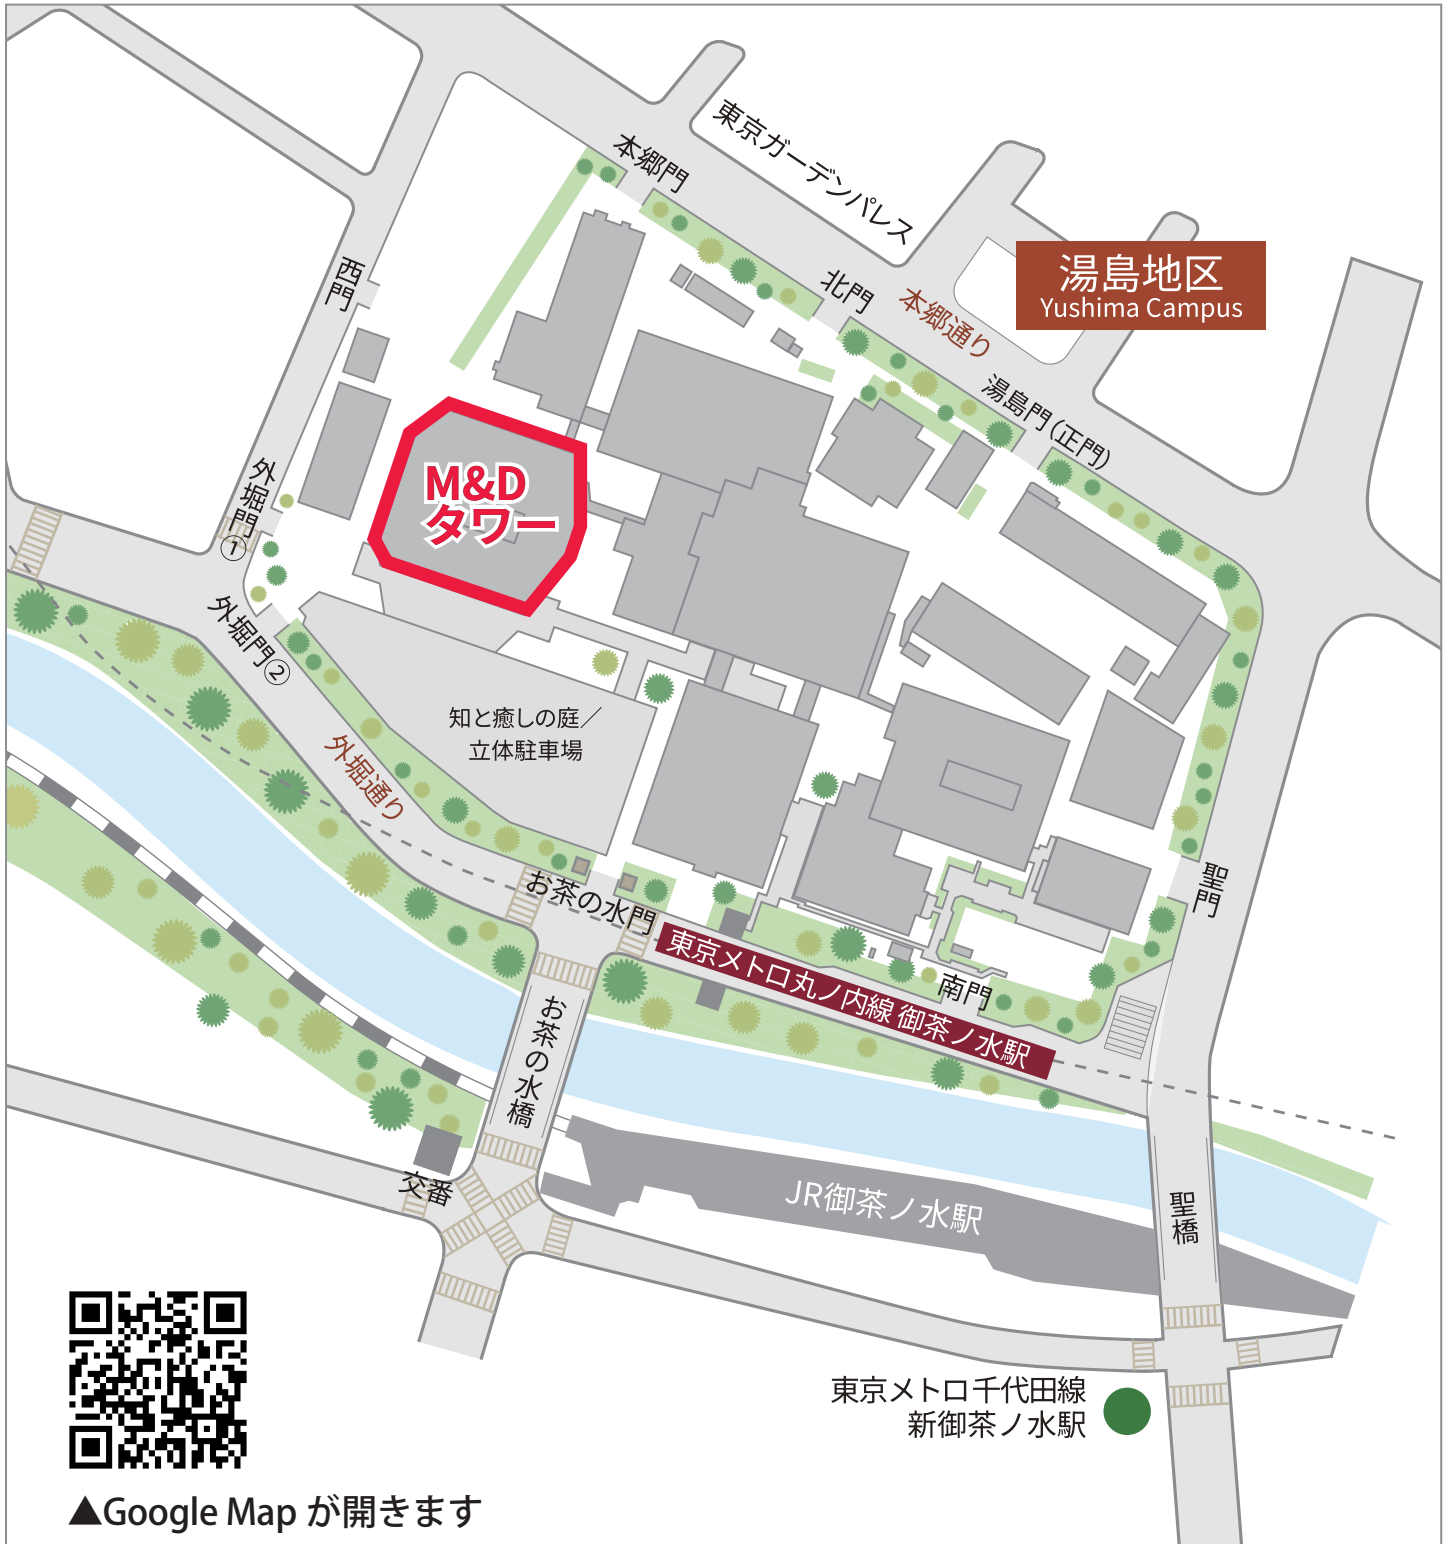 本郷門
東京ガーデンパレス
西門
北門
本郷通り
湯島地区
Yushima Campus
湯島門（正門）
外堀門①
M&D
タワー
外堀門②
知と癒しの庭／
立体駐車場
外堀通り
お茶の水門
聖門
東京メトロ丸ノ内線 御茶ノ水駅
南門
お茶の水橋
交番
JR御茶ノ水駅
聖橋
東京メトロ千代田線
新御茶ノ水駅
▲Google Map が開きます